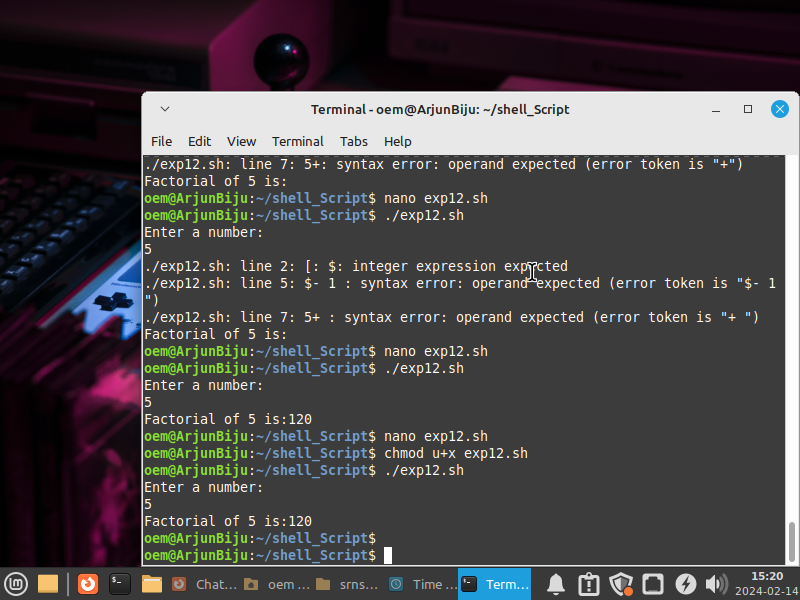 Terminal - oem@ArjunBiju: ~/shell_Script
File Edit View Terminal Tabs Help
./exp12.sh: line 7: 5+: syntax error: operand expected (error token is "+")
Factorial of 5 is:
oem@ArjunBiju:~/shell_Script$ nano exp12.sh
oem@ArjunBiju:~/shell_Script$ ./exp12.sh
Enter a number:
5
./exp12.sh: line 2: [: $: integer expression expected
./exp12.sh: line 5: $- 1 : syntax error: operand expected (error token is "$- 1
")
./exp12.sh: line 7: 5+ : syntax error: operand expected (error token is "+ ")
Factorial of 5 is:
oem@ArjunBiju:~/shell_Script$ nano exp12.sh
oem@ArjunBiju:~/shell_Script$ ./exp12.sh
Enter a number:
5
Factorial of 5 is:120
oem@ArjunBiju:~/shell_Script$ nano exp12.sh
oem@ArjunBiju:~/shell_Script$ chmod u+x exp12.sh
oem@ArjunBiju:~/shell_Script$ ./exp12.sh
Enter a number:
5
Factorial of 5 is:120
oem@ArjunBiju:~/shell_Script$
oem@ArjunBiju:~/shell_Script$
Chat... oem ... srns... Time ... Term... 15:20
2024-02-14